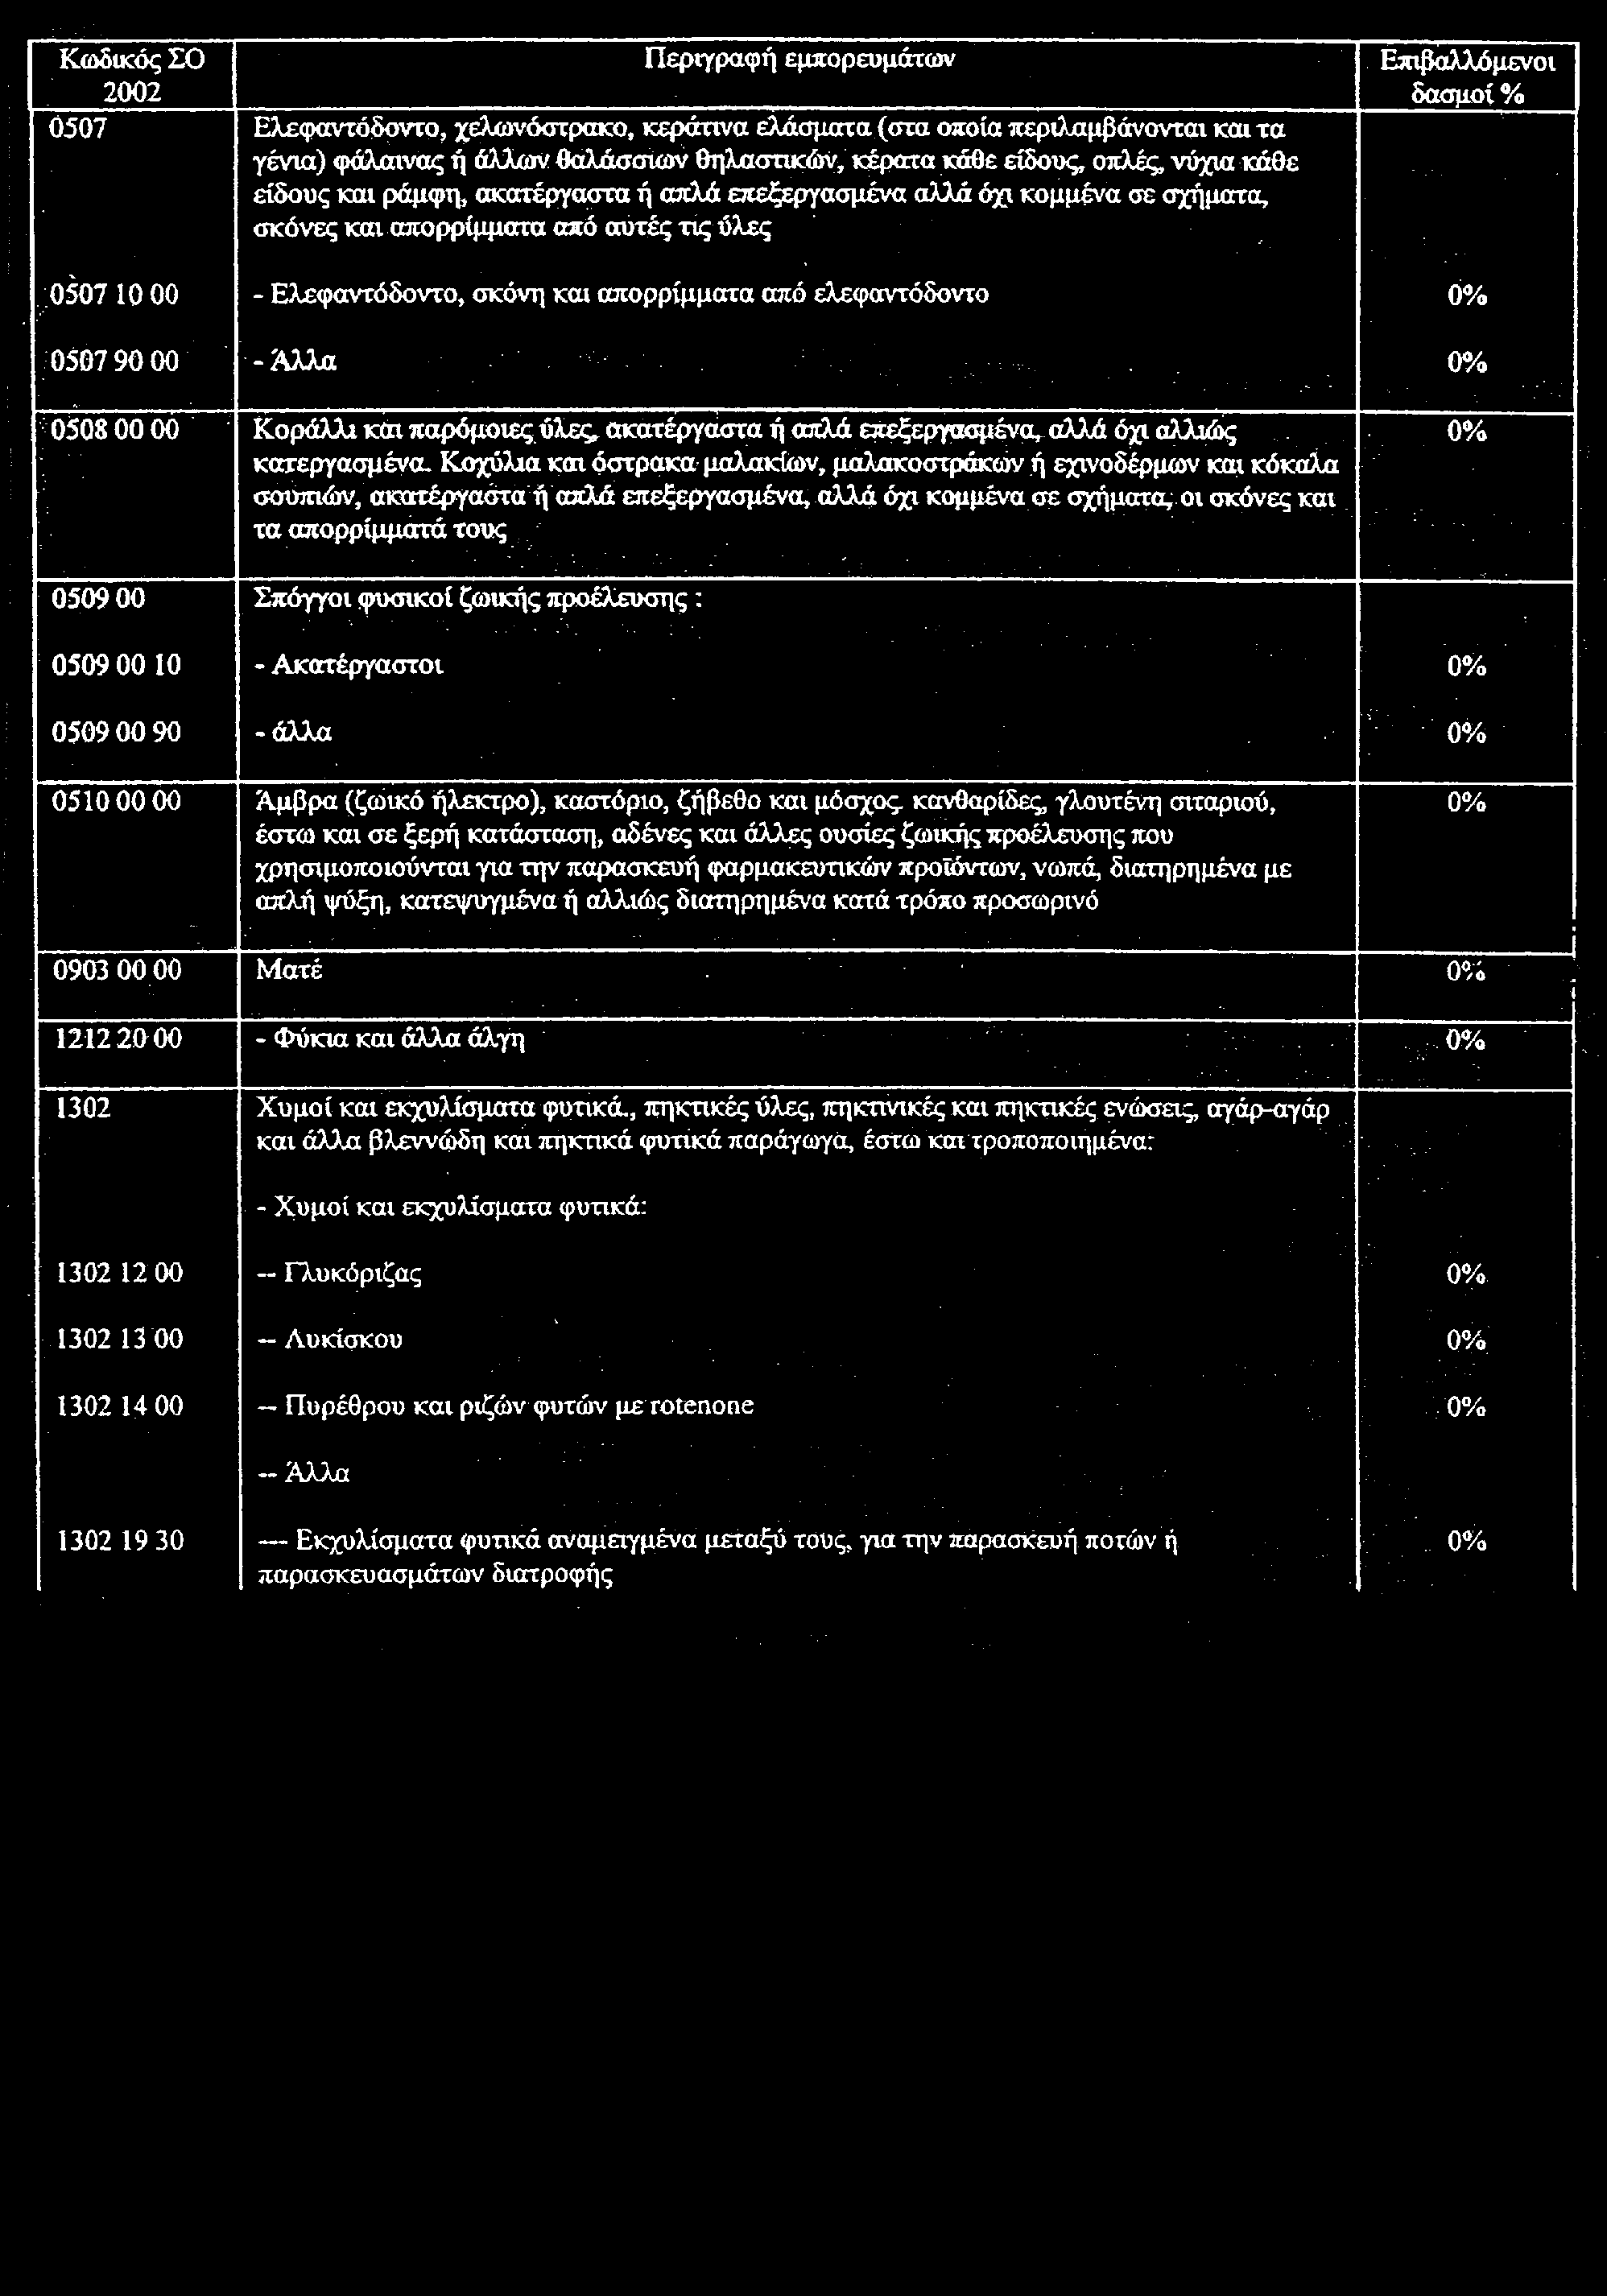 Κωδικός ΣΟ 2002 Περιγραφή εμπορευμάτων Επιβαλλόμενοι δασμοί %
0507 Ελεφαντόδοντο, χελωνόστρακο, κεράτινα ελάσματα (στα οποία περιλαμβάνονται και τα
γένια) φάλαινας ή άλλων θαλάσσιων θηλαστικών, κέρατα κάθε είδους, οπλές, νύχια κάθε
είδους και ράμφη, ακατέργαστα ή απλά επεξεργασμένα αλλά όχι κομμένα σε σχήματα,
σκόνες και απορρίμματα από αυτές τις ύλες
0507 10 00 - Ελεφαντόδοντο, σκόνη και απορρίμματα από ελεφαντόδοντο 0%
0507 90 00 - Άλλα 0%
0508 00 00 Κοράλλι και παρόμοιες ύλες, ακατέργαστα ή απλά επεξεργασμένα, αλλά όχι αλλιώς 0%
κατεργασμένα. Κοχύλια και όστρακα μαλακίων, μαλακοστράκων ή εχινοδέρμων και κόκαλα
σουπιών, ακατέργαστα ή απλά επεξεργασμένα, αλλά όχι κομμένα σε σχήματα, οι σκόνες και
τα απορρίμματά τους
0509 00 Σπόγγοι φυσικοί ζωικής προέλευσης :
0509 00 10 - Ακατέργαστοι 0%
0509 00 90 - άλλα 0%
0510 00 00 Άμβρα (ζωικό ήλεκτρο), καστόριο, ζήβεθο και μόσχος, κανθαρίδες, γλουτένη σιταριού, 0%
έστω και σε ξερή κατάσταση, αδένες και άλλες ουσίες ζωικής προέλευσης που
χρησιμοποιούνται για την παρασκευή φαρμακευτικών προϊόντων, νωπά, διατηρημένα με
απλή ψύξη, κατεψυγμένα ή αλλιώς διατηρημένα κατά τρόπο προσωρινό
0903 00 00 Ματέ 0%
1212 20 00 - Φύκια και άλλα άλγη 0%
1302 Χυμοί και εκχυλίσματα φυτικά., πηκτικές ύλες, πηκτινικές και πηκτικές ενώσεις, αγάρ-αγάρ
και άλλα βλεννώδη και πηκτικά φυτικά παράγωγα, έστω και τροποποιημένα:
- Χυμοί και εκχυλίσματα φυτικά:
1302 12 00 -- Γλυκόριζας 0%
1302 13 00 -- Λυκίσκου 0%
1302 14 00 -- Πυρέθρου και ριζών φυτών με rotenone 0%
-- Άλλα
1302 19 30 --- Εκχυλίσματα φυτικά αναμειγμένα μεταξύ τους, για την παρασκευή ποτών ή 0%
παρασκευασμάτων διατροφής